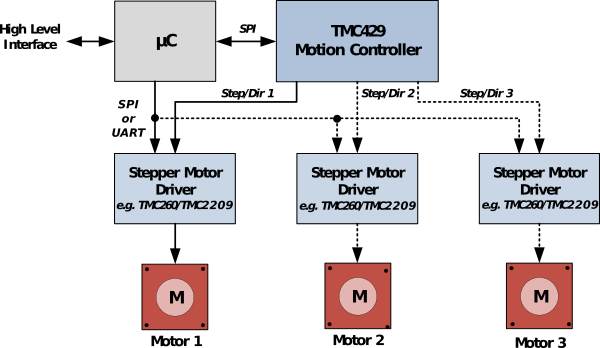 High Level
Interface
µC
SPI
TMC429
Motion Controller
Step/Dir 1
Step/Dir 2
Step/Dir 3
SPI
or
UART
Stepper Motor
Driver
e.g. TMC260/TMC2209
Stepper Motor
Driver
e.g. TMC260/TMC2209
Stepper Motor
Driver
e.g. TMC260/TMC2209
M
M
M
Motor 1
Motor 2
Motor 3